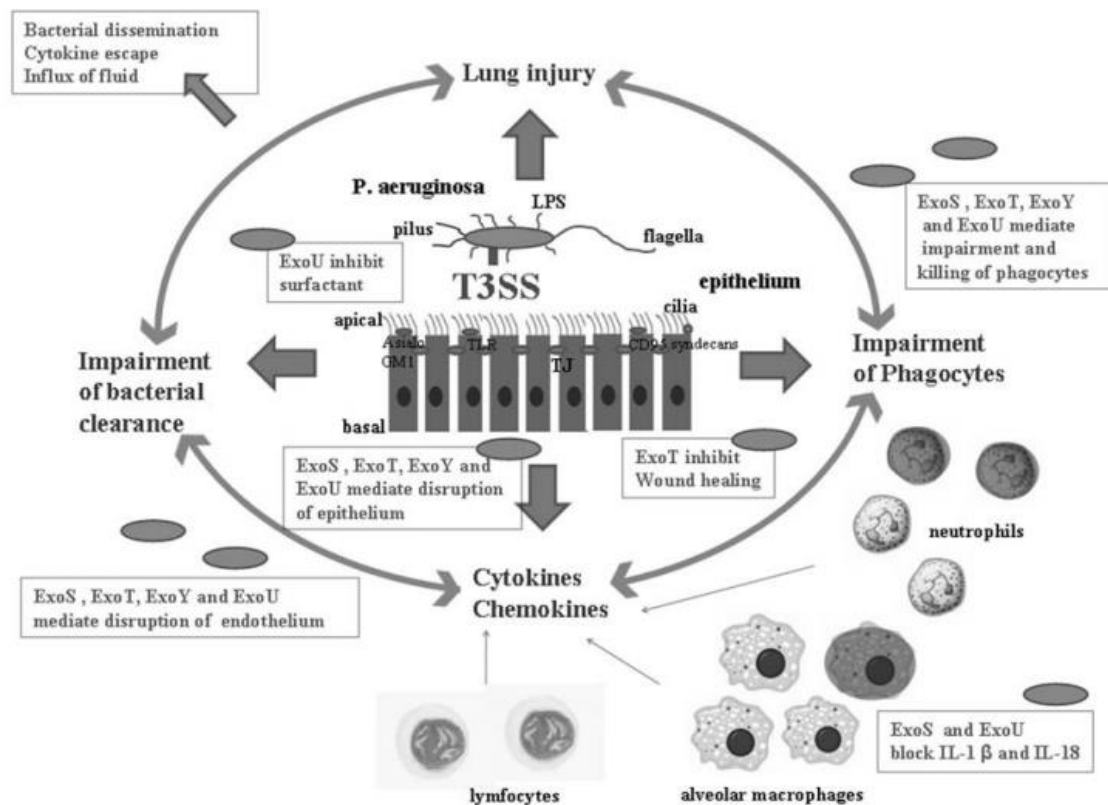 Bacterial dissemination
Cytokine escape
Influx of fluid
Lung injury
P. aeruginosa
LPS
pilus
flagella
ExoS , ExoT, ExoY
and ExoU mediate
impairment and
killing of phagocytes
ExoU inhibit
surfactant
T3SS
epithelium
apical
cilia
Asialo
GM1
TLR
TJ
CD95 syndecans
Impairment
of bacterial
clearance
Impairment
of Phagocytes
basal
ExoS , ExoT, ExoY and
ExoU mediate disruption
of epithelium
ExoT inhibit
Wound healing
neutrophils
ExoS , ExoT, ExoY and ExoU
mediate disruption of endothelium
Cytokines
Chemokines
ExoS and ExoU
block IL-1 β and IL-18
lymfocytes
alveolar macrophages